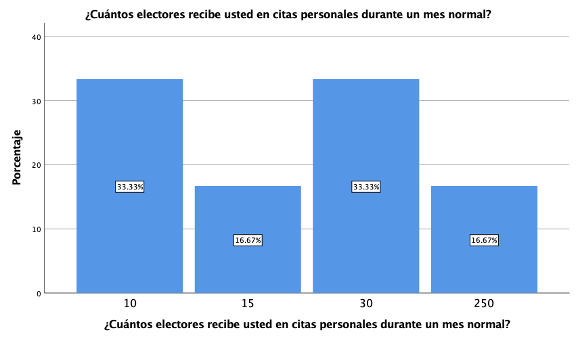 ¿Cuántos electores recibe usted en citas personales durante un mes normal?
40
30
20
10
0
Porcentaje
33.33%
16.67%
33.33%
16.67%
10 15 30 250
¿Cuántos electores recibe usted en citas personales durante un mes normal?